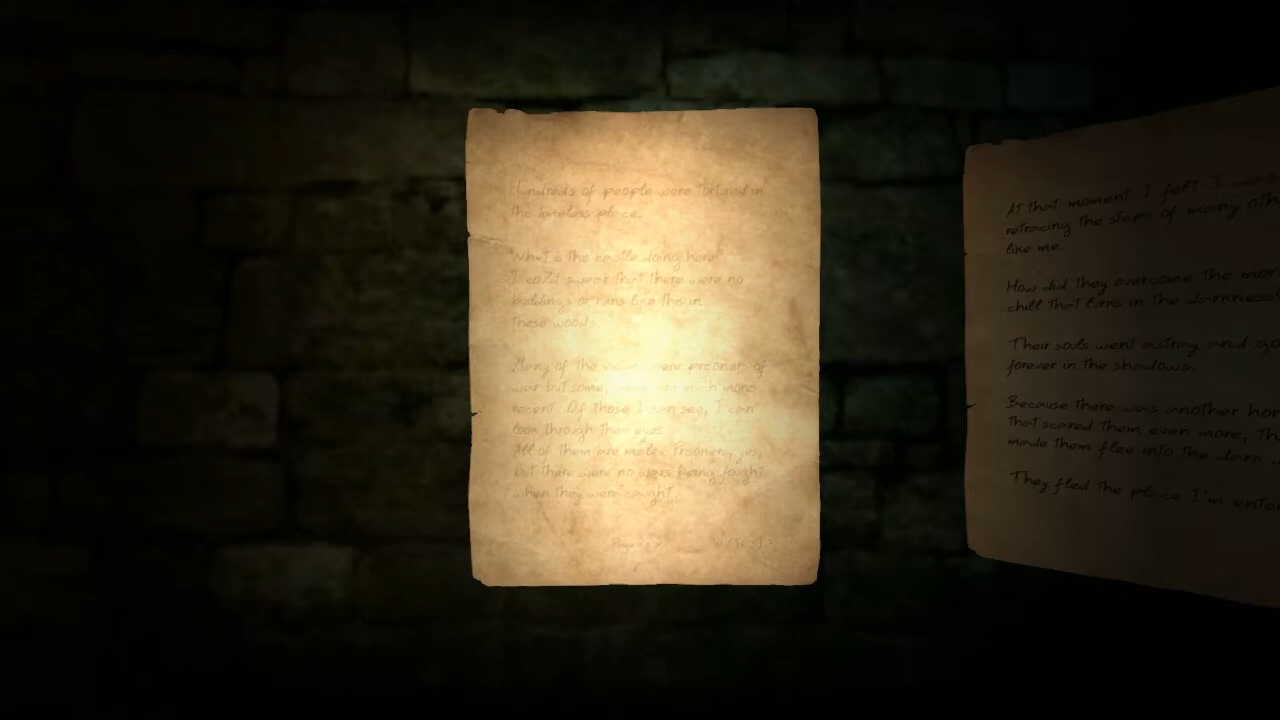 Hundreds of people were tortured in
this lawless place.
"What is this castle doing here?"
I could swear that there were no
buildings or ruins like this in
these woods.
Many of the were prisoners of
war but some, are much more
recent. Of those I can see, I can
look through their eyes.
All of them are males. Prisoners, yes,
but there were no wars being fought
when they were caught.
Page
At that moment I felt I
retracing the steps of many
like me.
How did they overcome the
chill that lurks in the darkness
Their souls went astray and
forever in the shadows.
Because there was another
that scared them even more,
made them flee into the dark
They fled the place I'm